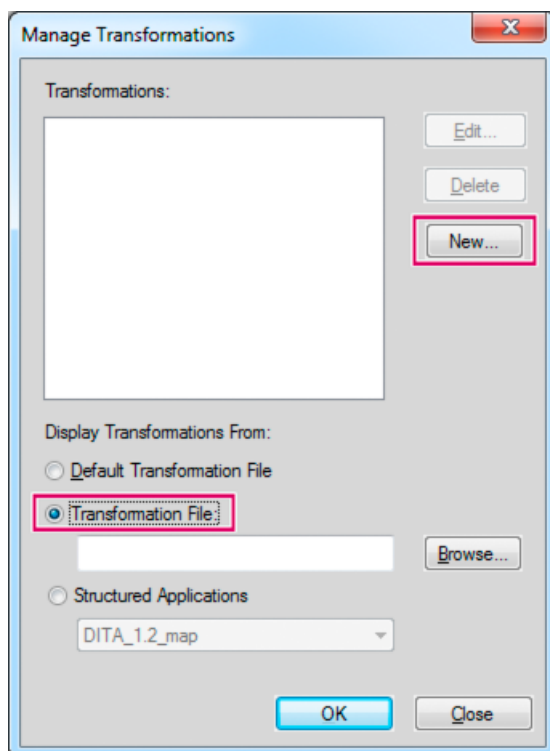 Manage Transformations
Transformations:
Edit...
Delete
New...
Display Transformations From:
Default Transformation File
Transformation File:
Browse...
Structured Applications
DITA_1.2_map
OK
Close